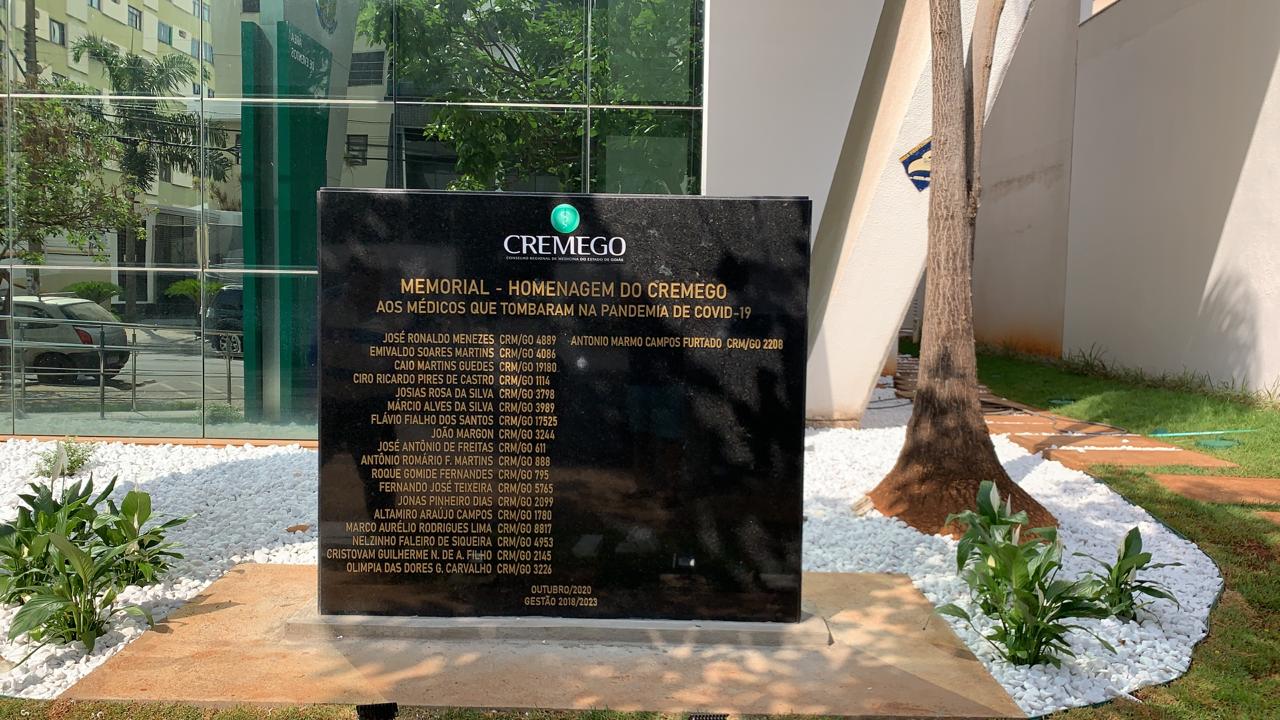 ÁREA
DE EVENTOS
CREMEGO
CONSELHO REGIONAL DE MEDICINA DO ESTADO DE GOIÁS
MEMORIAL - HOMENAGEM DO CREMEGO
AOS MÉDICOS QUE TOMBARAM NA PANDEMIA DE COVID-19
JOSÉ RONALDO MENEZES CRM/GO 4889
EMIVALDO SOARES MARTINS CRM/GO 4086
CAIO MARTINS GUEDES CRM/GO 19180
CIRO RICARDO PIRES DE CASTRO CRM/GO 1114
JOSIAS ROSA DA SILVA CRM/GO 3798
MÁRCIO ALVES DA SILVA CRM/GO 3989
FLÁVIO FIALHO DOS SANTOS CRM/GO 17525
JOÃO MARGON CRM/GO 3244
JOSÉ ANTÔNIO DE FREITAS CRM/GO 611
ANTÔNIO ROMÁRIO F. MARTINS CRM/GO 888
ROQUE GOMIDE FERNANDES CRM/GO 795
FERNANDO JOSÉ TEIXEIRA CRM/GO 5765
JONAS PINHEIRO DIAS CRM/GO 2099
ALTAMIRO ARAÚJO CAMPOS CRM/GO 1780
MARCO AURÉLIO RODRIGUES LIMA CRM/GO 8817
NELZINHO FALEIRO DE SIQUEIRA CRM/GO 4953
CRISTOVAM GUILHERME N. DE A. FILHO CRM/GO 2145
OLIMPIA DAS DORES G. CARVALHO CRM/GO 3226
ANTONIO MARMO CAMPOS FURTADO CRM/GO 2208
OUTUBRO/2020
GESTÃO 2018/2023